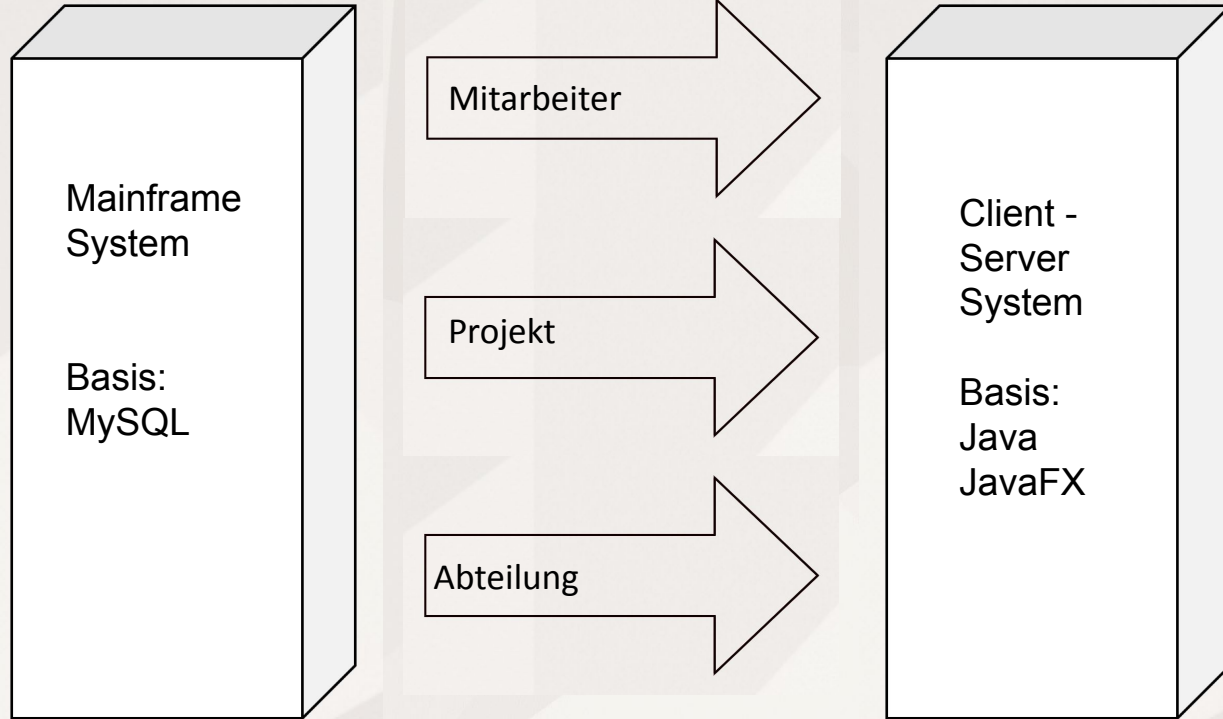 Mainframe
System
Basis:
MySQL
Mitarbeiter
Projekt
Abteilung
Client -
Server
System
Basis:
Java
JavaFX